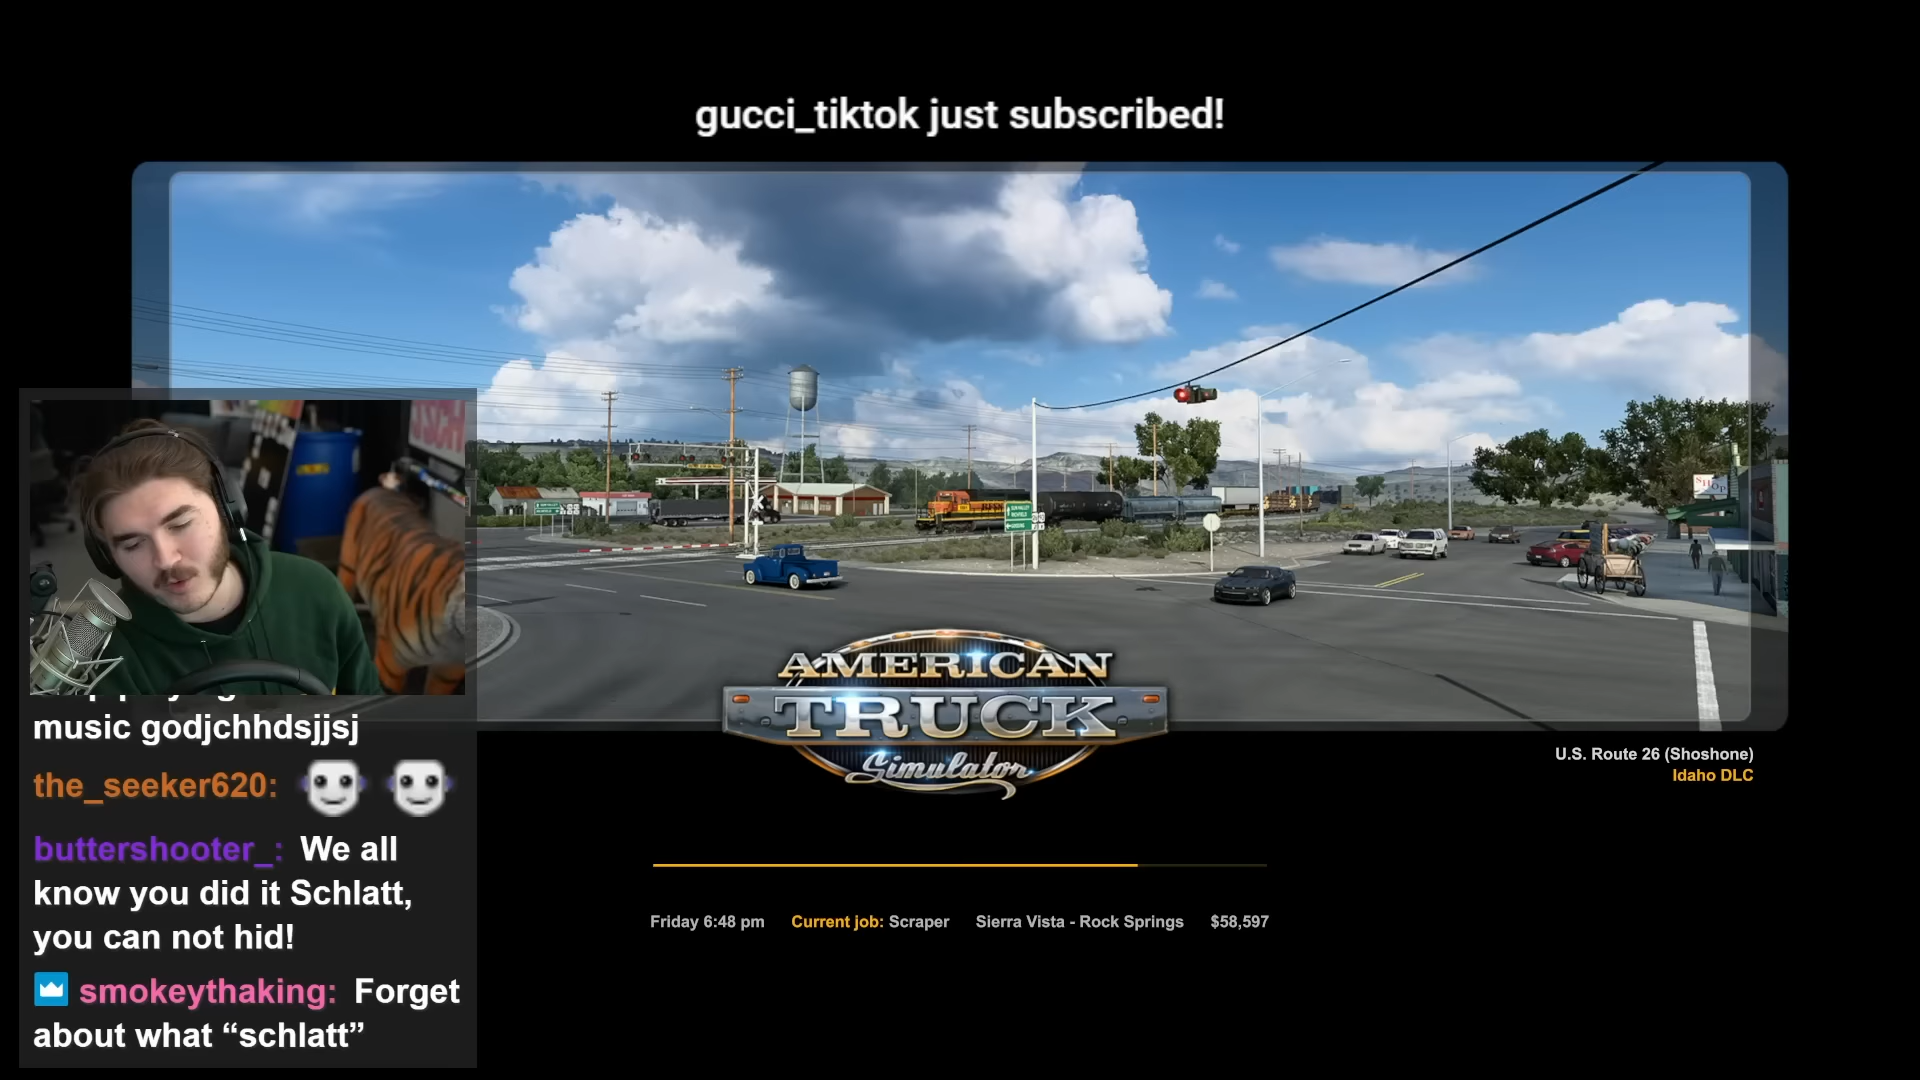 gucci_tiktok just subscribed!
SHOP
music godjchhdsjjsj
the_seeker620:
buttershooter_: We all
know you did it Schlatt,
you can not hid!
smokeythaking: Forget
about what “schlatt”
AMERICAN
TRUCK
Simulator
U.S. Route 26 (Shoshone)
Idaho DLC
Friday 6:48 pm Current job: Scraper Sierra Vista - Rock Springs $58,597